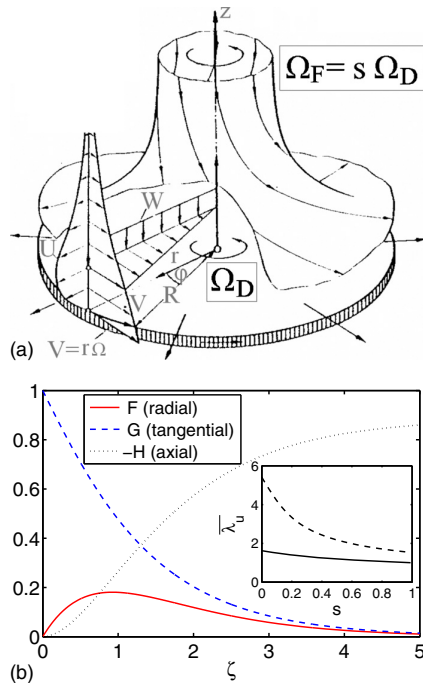 z
Ω_F = s Ω_D
W
U
r
φ
Ω_D
V
R
V=rΩ
(a)
1
0.8
0.6
0.4
0.2
0
F (radial)
G (tangential)
-H (axial)
6
4
2
0
λ_u
0 0.2 0.4 0.6 0.8 1
s
0 1 2 3 4 5
ζ
(b)